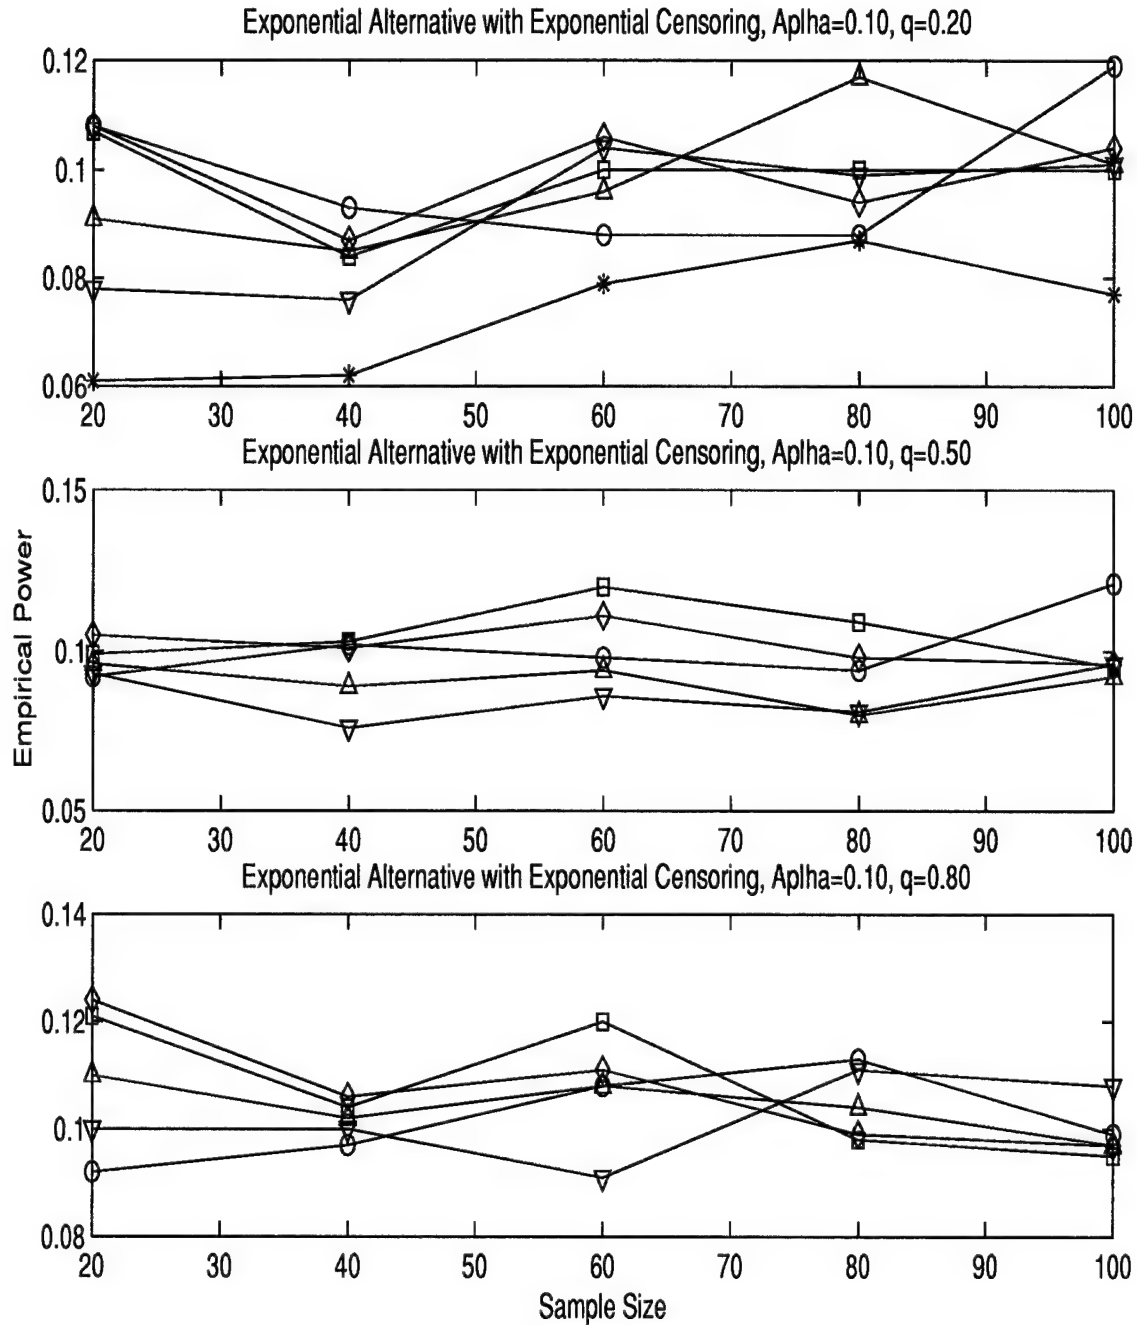 Exponential Alternative with Exponential Censoring, Aplha=0.10, q=0.20
0.12
0.1
0.08
0.06
20 30 40 50 60 70 80 90 100
Exponential Alternative with Exponential Censoring, Aplha=0.10, q=0.50
0.15
0.1
0.05
Empirical Power
20 30 40 50 60 70 80 90 100
Exponential Alternative with Exponential Censoring, Aplha=0.10, q=0.80
0.14
0.12
0.1
0.08
20 30 40 50 60 70 80 90 100
Sample Size